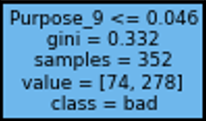 Purpose_9 <= 0.046
gini = 0.332
samples = 352
value = [74, 278]
class = bad